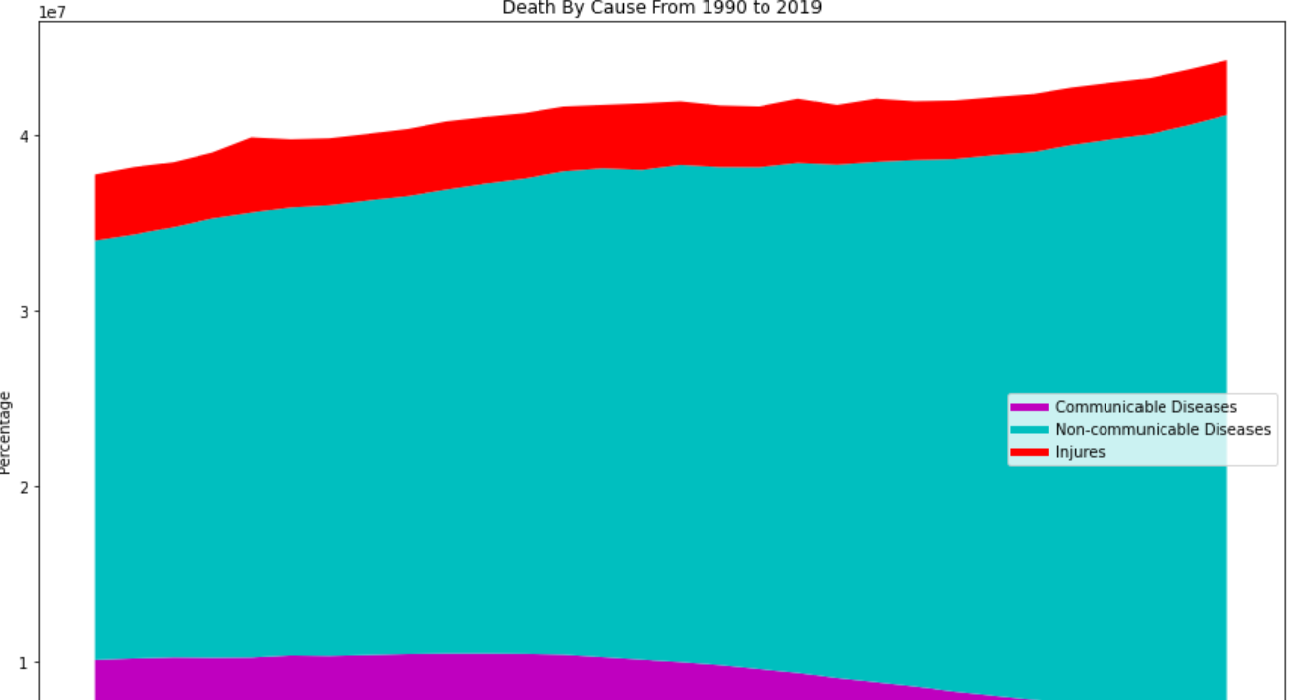 Death By Cause From 1990 to 2019
1e7
4
3
2
1
Percentage
Communicable Diseases
Non-communicable Diseases
Injures